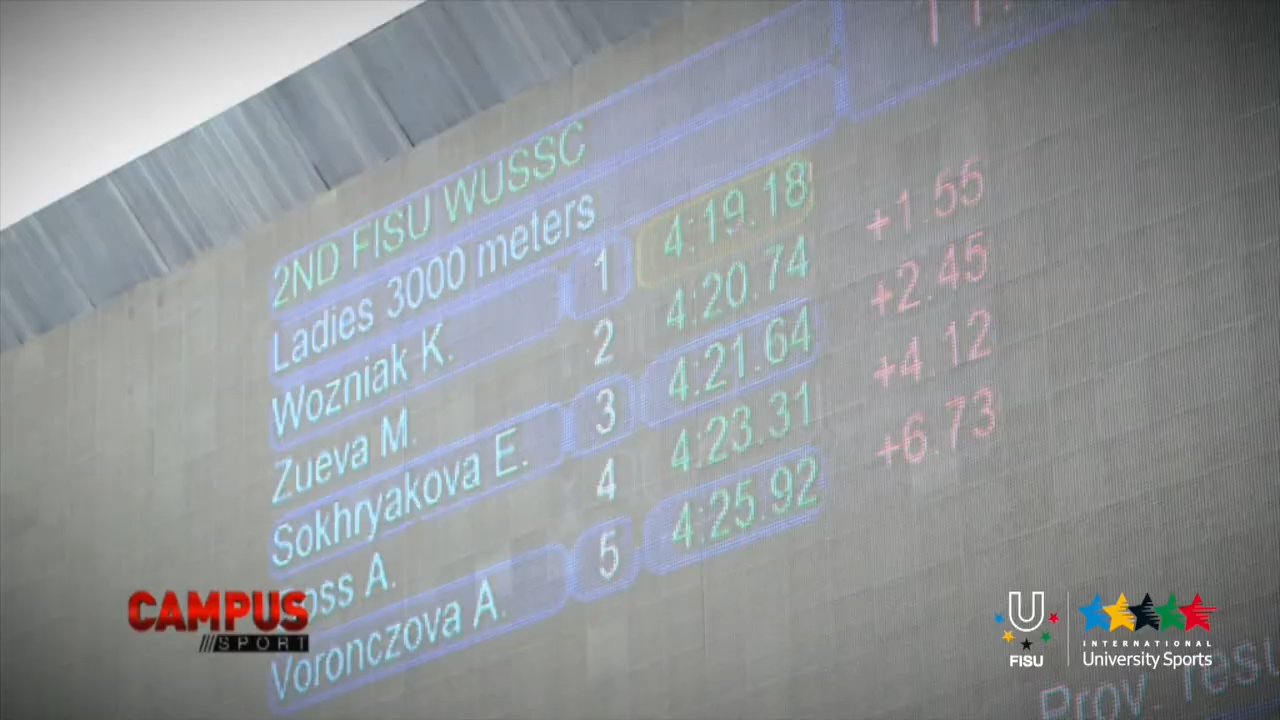 2ND FISU WUSSC
Ladies 3000 meters
Wozniak K. 1 4:19.18
Zueva M. 2 4:20.74 +1.55
Sokhryakova E. 3 4:21.64 +2.45
A. 4 4:23.31 +4.12
Voronczova A. 5 4:25.92 +6.73
Prov.
CAMPUS
///SPORT
U
FISU
INTERNATIONAL
University Sports